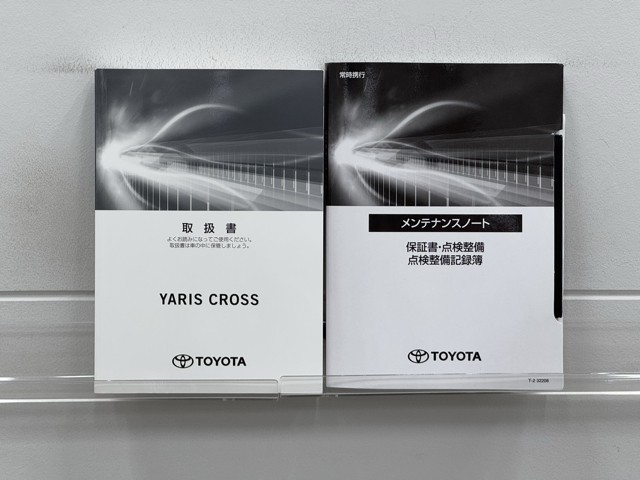 取扱書
よくお読みになってご使用ください。
取扱書は車の中に保管しましょう。
YARIS CROSS
TOYOTA
常時携行
メンテナンスノート
保証書・点検整備
点検整備記録簿
TOYOTA